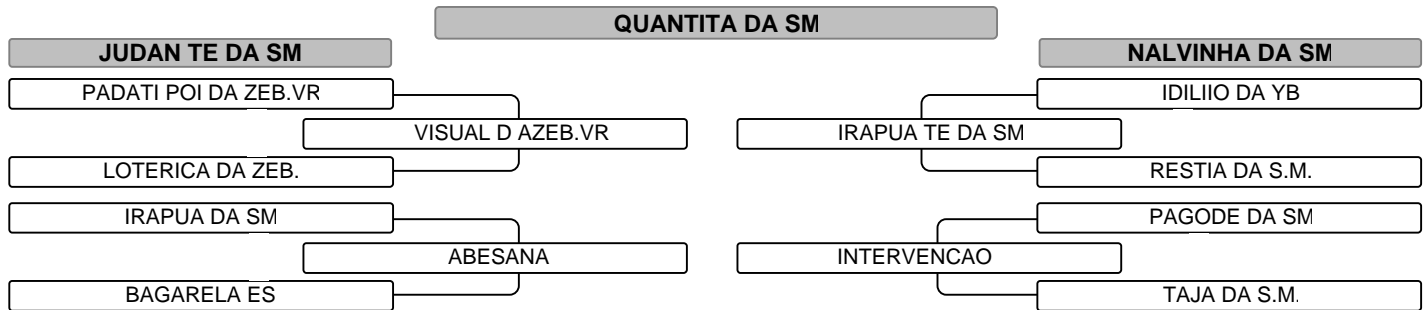 QUANTITA DA SM
JUDAN TE DA SM
NALVINHA DA SM
PADATI POI DA ZEB.VR
IDILIIO DA YB
VISUAL D AZEB.VR
IRAPUA TE DA SM
LOTERICA DA ZEB.
RESTIA DA S.M.
IRAPUA DA SM
PAGODE DA SM
ABESANA
INTERVENCAO
BAGARELA ES
TAJA DA S.M.